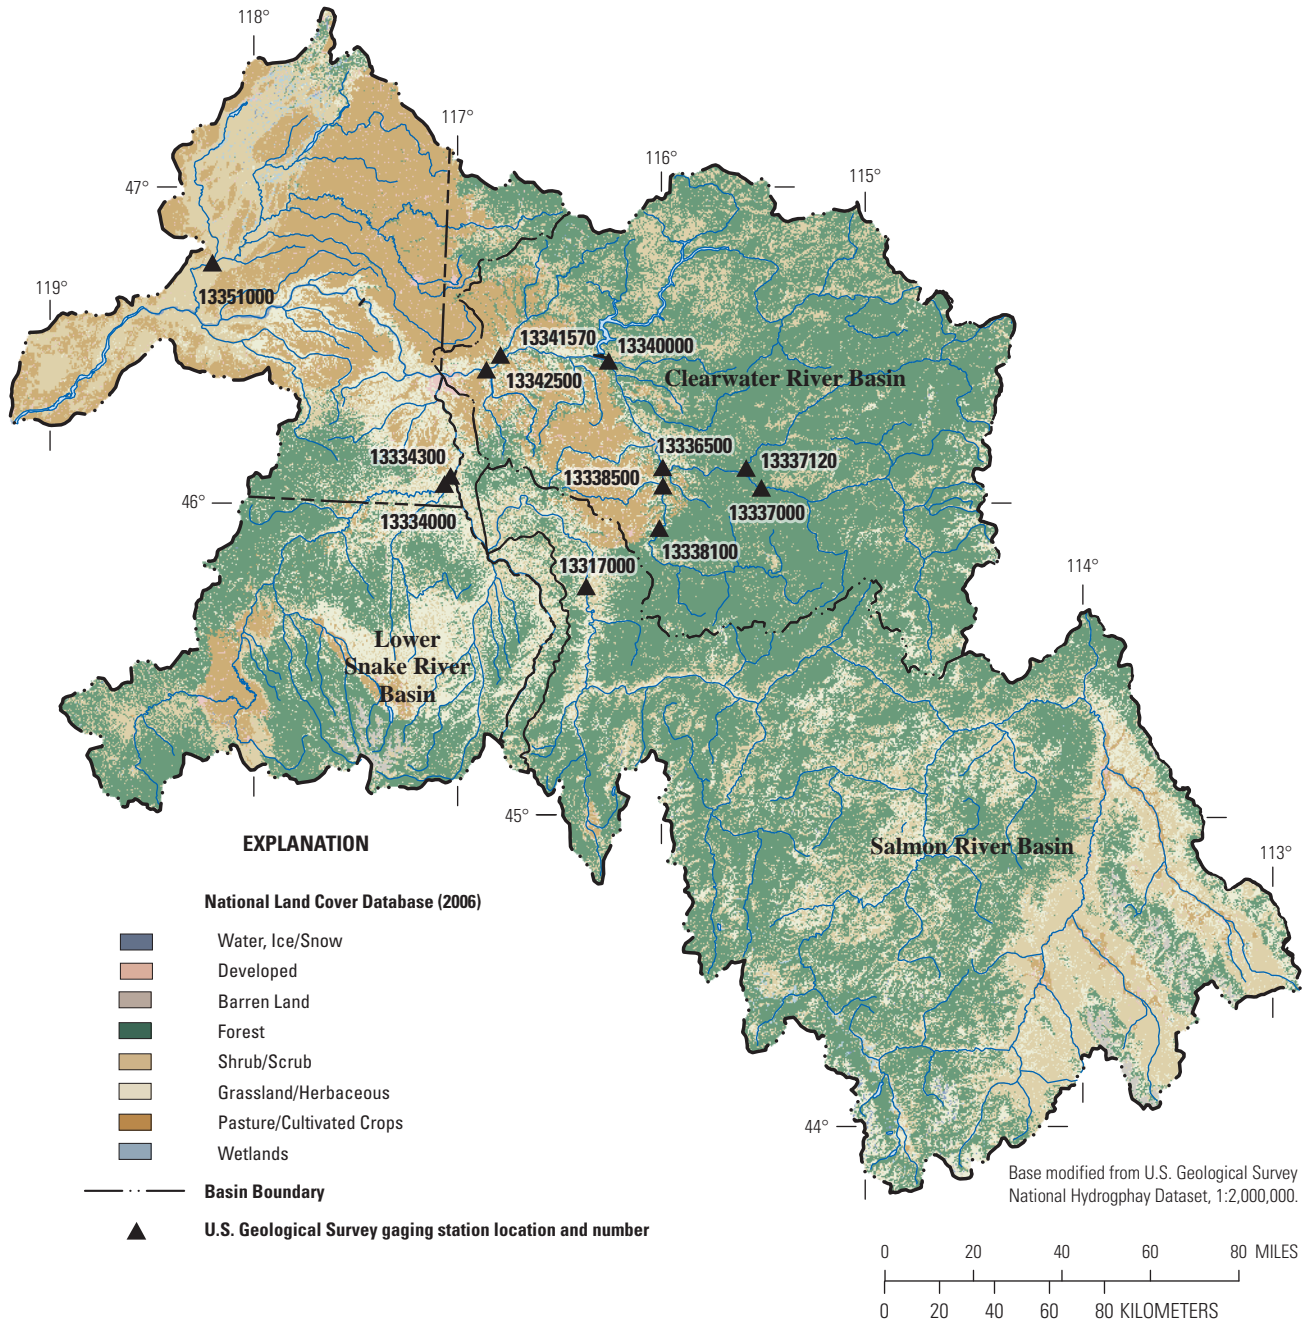 118°
117°
116°
115°
47°
119°
13351000
13341570
13340000
13342500
Clearwater River Basin
13336500
13334300
13337120
13338500
46°
13334000
13337000
13338100
13317000
114°
Lower
Snake River
Basin
45°
EXPLANATION
Salmon River Basin
113°
National Land Cover Database (2006)
Water, Ice/Snow
Developed
Barren Land
Forest
Shrub/Scrub
Grassland/Herbaceous
Pasture/Cultivated Crops
Wetlands
44°
Basin Boundary
U.S. Geological Survey gaging station location and number
Base modified from U.S. Geological Survey
National Hydrogphay Dataset, 1:2,000,000.
0 20 40 60 80 MILES
0 20 40 60 80 KILOMETERS